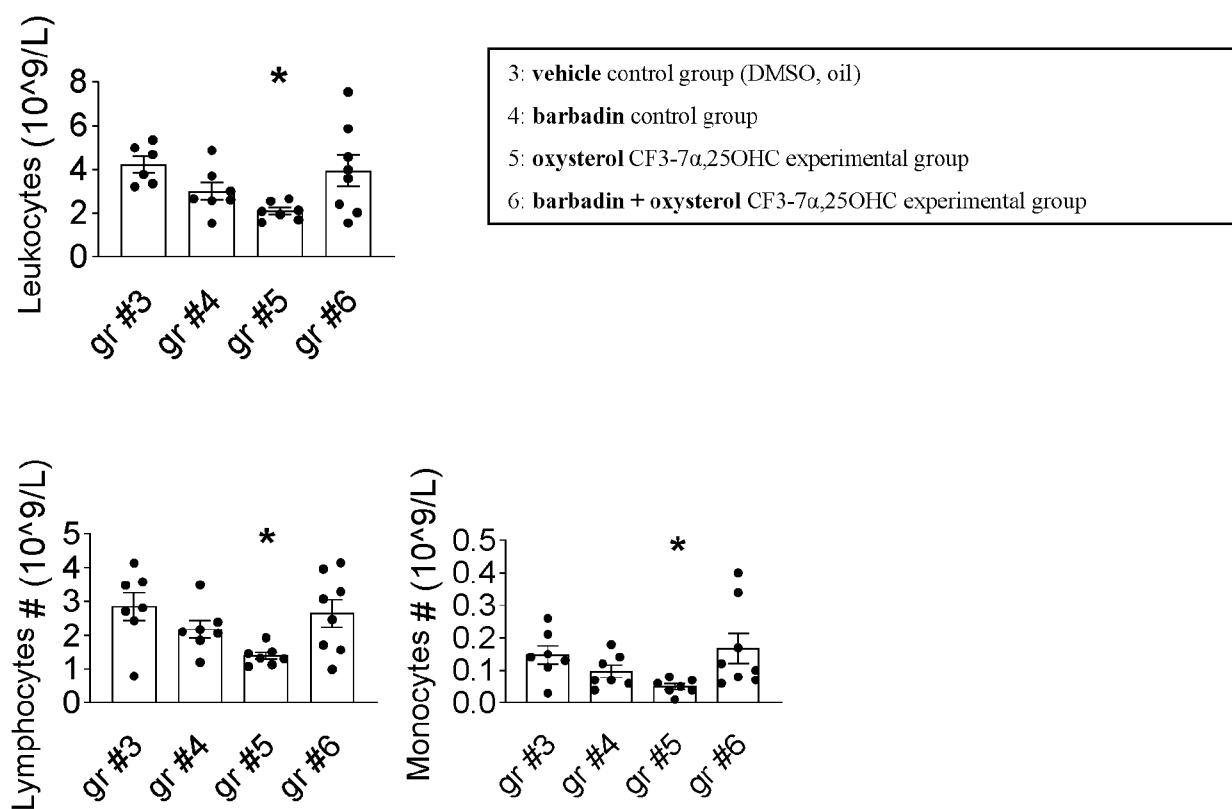 Leukocytes (10^9/L)
8
6
4
2
0
*
gr #3
gr #4
gr #5
gr #6
3: vehicle control group (DMSO, oil)
4: barbadin control group
5: oxysterol CF3-7α,25OHC experimental group
6: barbadin + oxysterol CF3-7α,25OHC experimental group
Lymphocytes # (10^9/L)
5
4
3
2
1
0
*
gr #3
gr #4
gr #5
gr #6
Monocytes # (10^9/L)
0.5
0.4
0.3
0.2
0.1
0.0
*
gr #3
gr #4
gr #5
gr #6